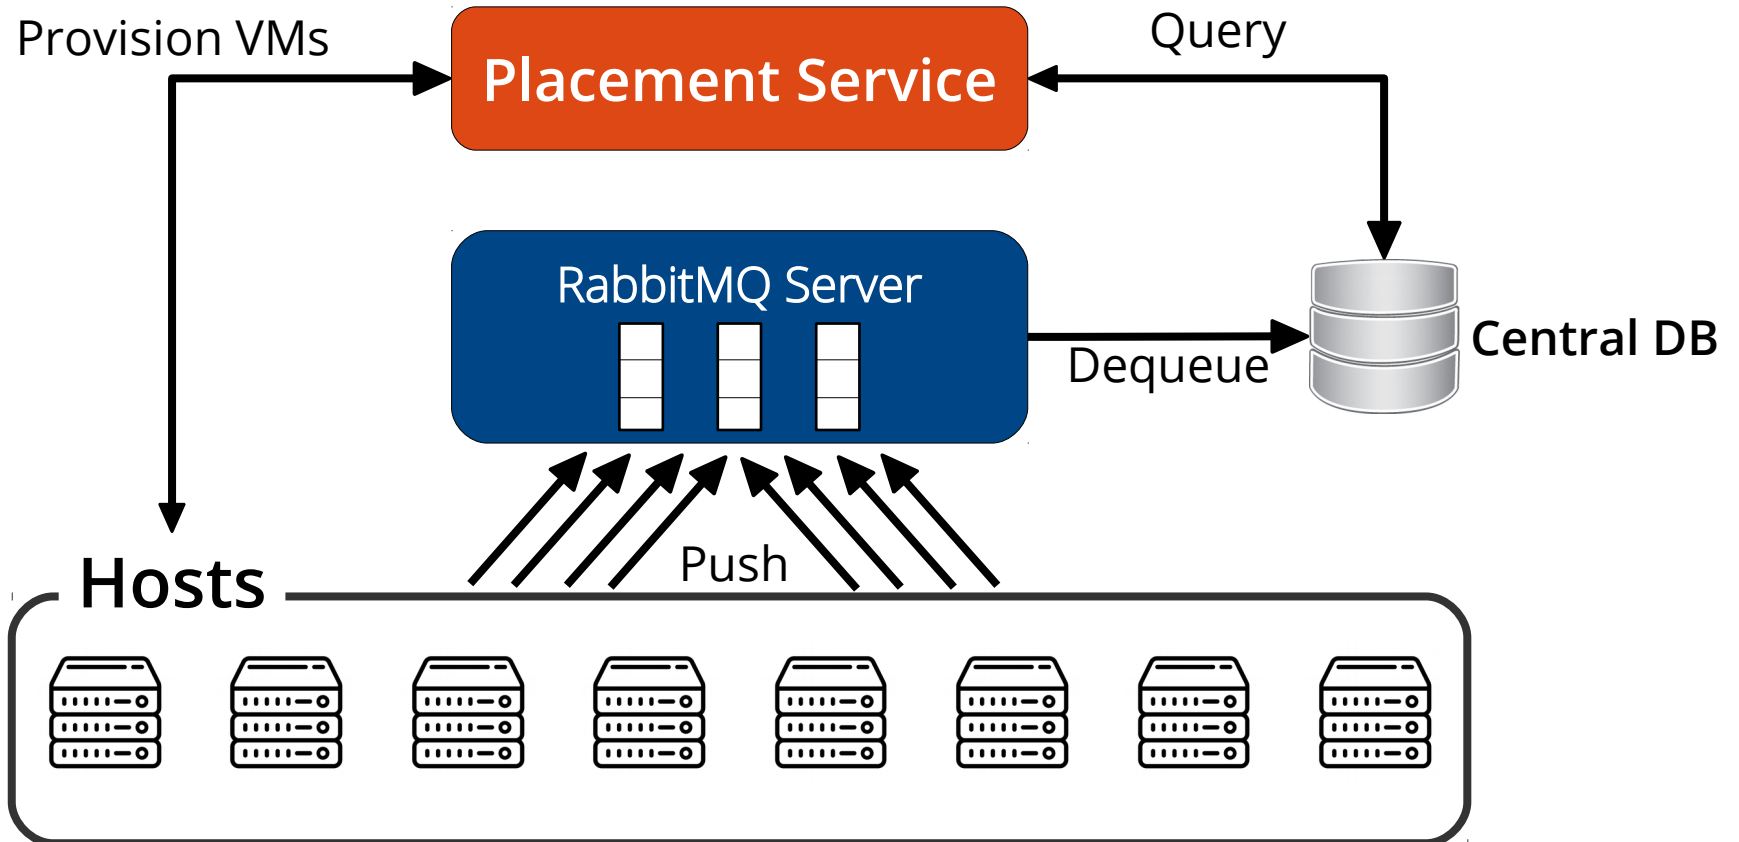 Provision VMs
Placement Service
Query
RabbitMQ Server
Dequeue
Central DB
Push
Hosts